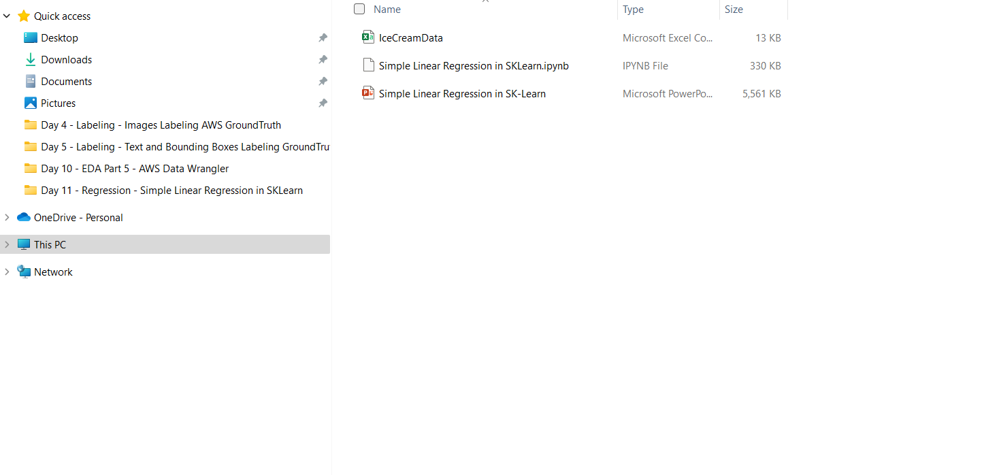 Quick access
Desktop
Downloads
Documents
Pictures
Day 4 - Labeling - Images Labeling AWS GroundTruth
Day 5 - Labeling - Text and Bounding Boxes Labeling GroundTru
Day 10 - EDA Part 5 - AWS Data Wrangler
Day 11 - Regression - Simple Linear Regression in SKLearn
OneDrive - Personal
This PC
Network
Name Type Size
IceCreamData Microsoft Excel Co... 13 KB
Simple Linear Regression in SKLearn.ipynb IPYNB File 330 KB
Simple Linear Regression in SK-Learn Microsoft PowerPo... 5,561 KB